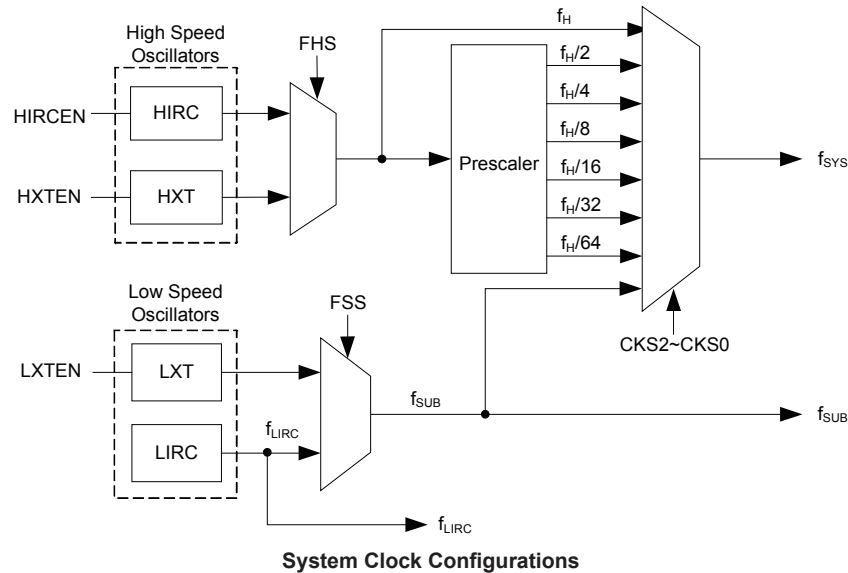 High Speed
Oscillators
FHS
HIRCEN
HIRC
HXTEN
HXT
Prescaler
fH
fH/2
fH/4
fH/8
fH/16
fH/32
fH/64
fSYS
CKS2~CKS0
Low Speed
Oscillators
FSS
LXTEN
LXT
LIRC
fLIRC
fSUB
fSUB
fLIRC
System Clock Configurations